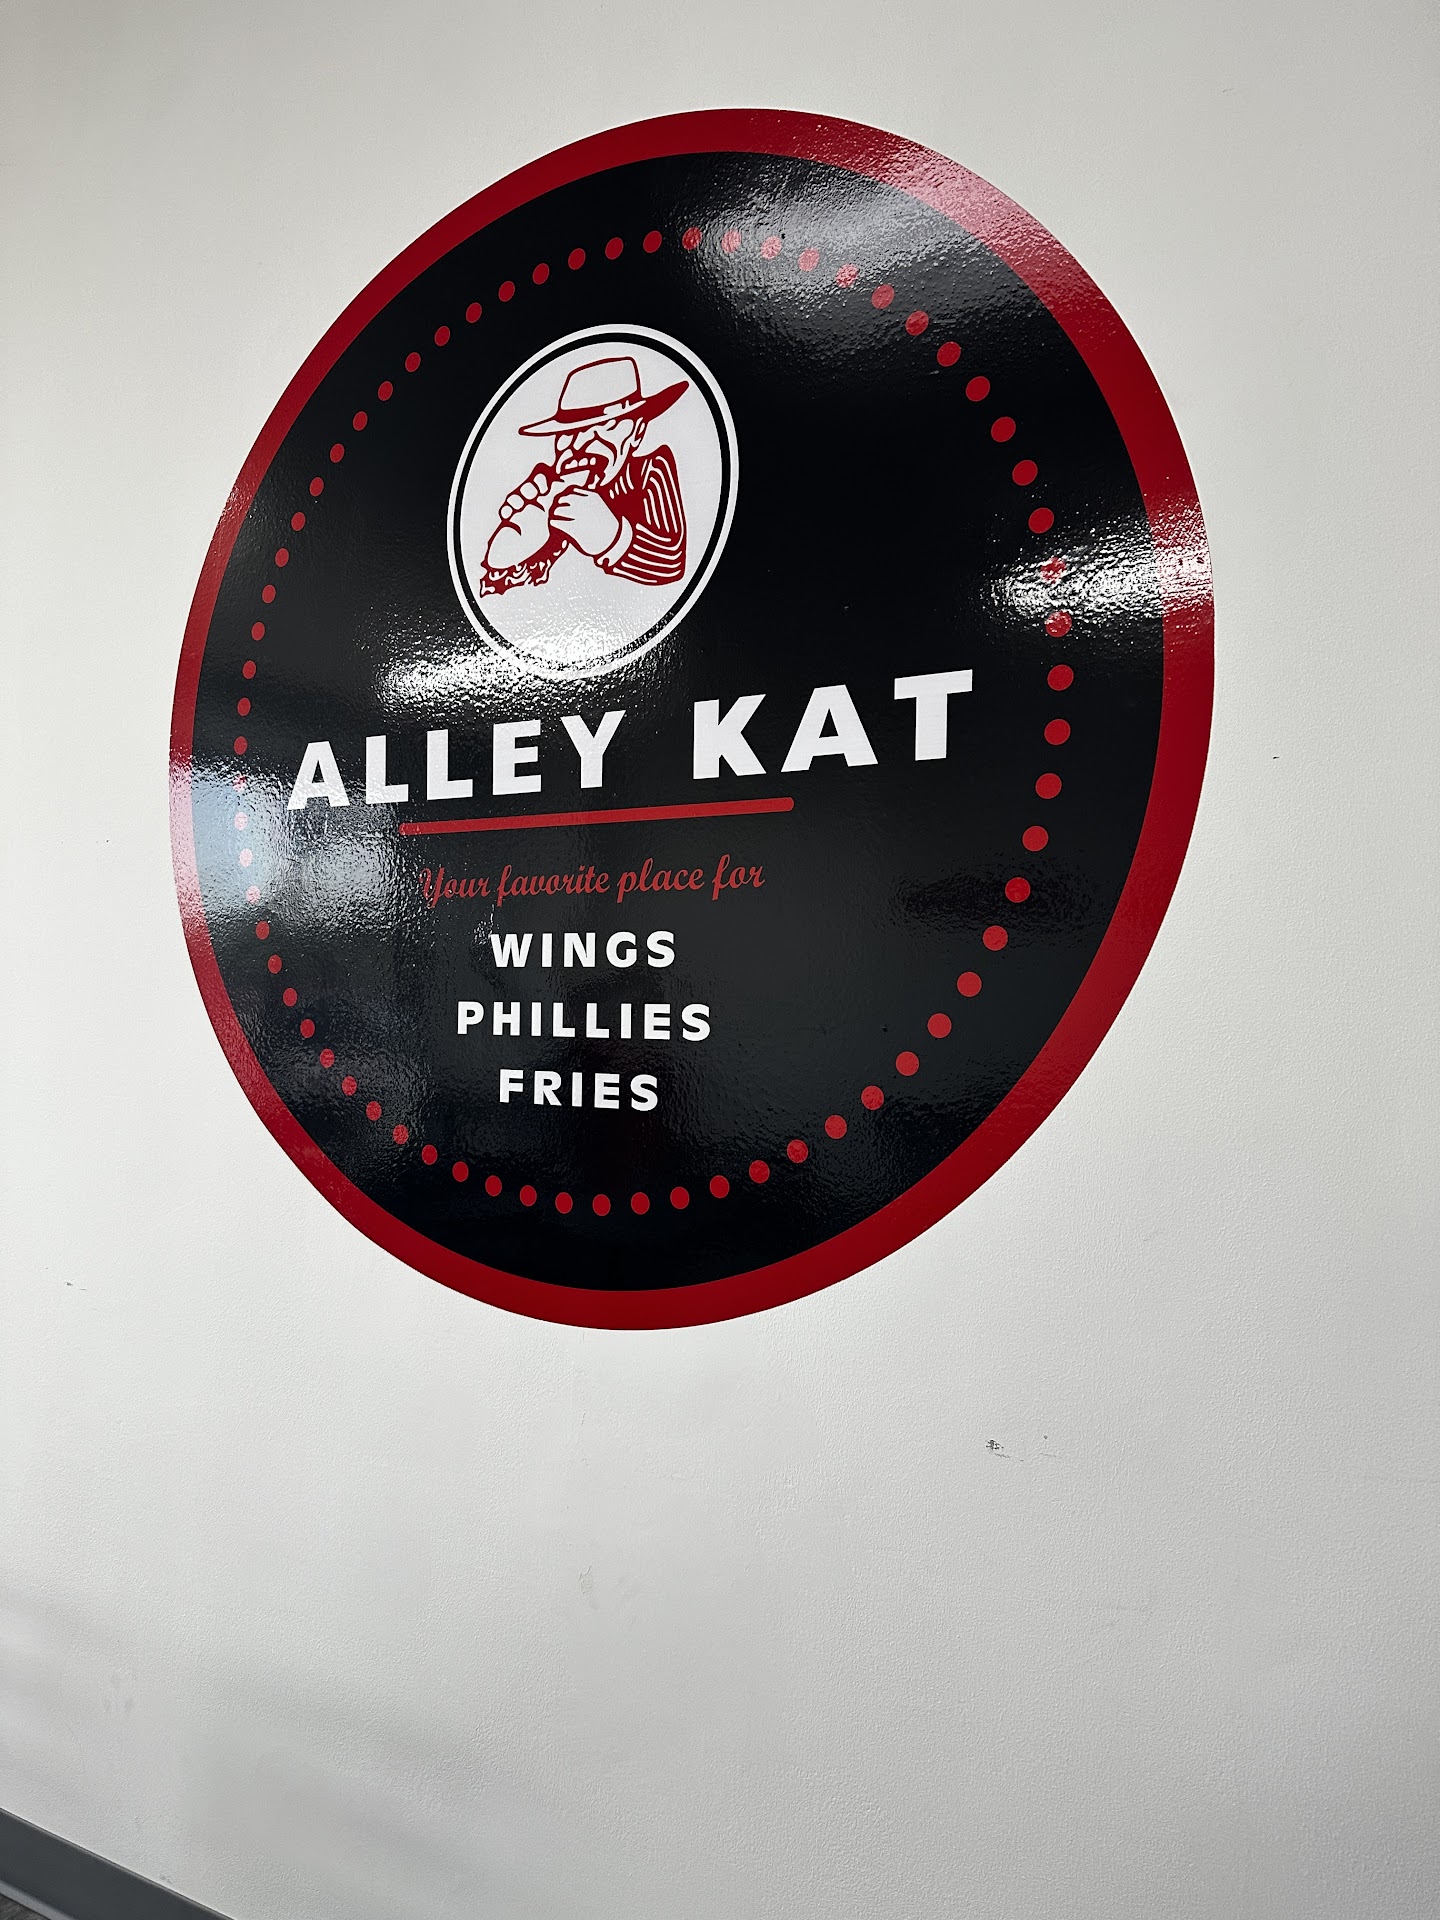 ALLEY KAT
Your favorite place for
WINGS
PHILLIES
FRIES